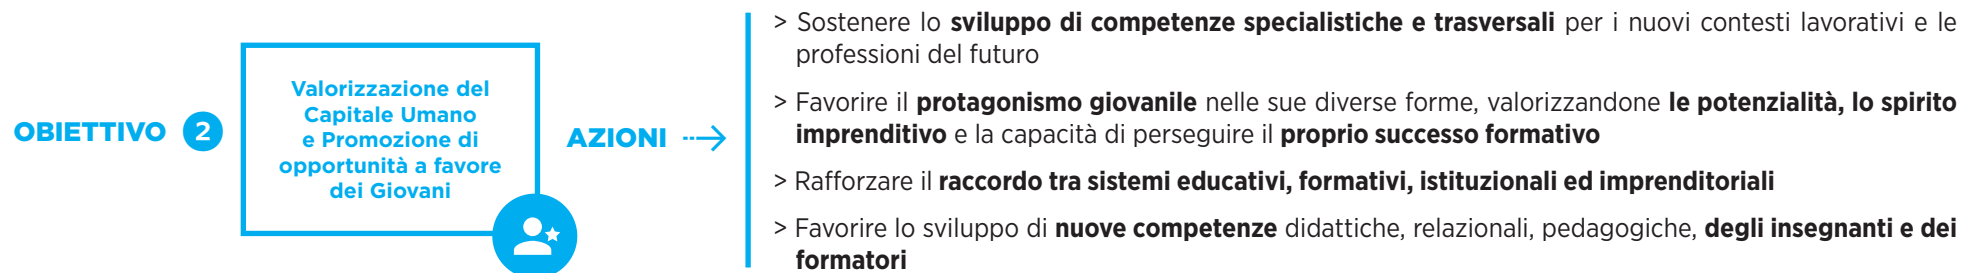 OBIETTIVO 2
Valorizzazione del
Capitale Umano
e Promozione di
opportunità a favore
dei Giovani
AZIONI
> Sostenere lo sviluppo di competenze specialistiche e trasversali per i nuovi contesti lavorativi e le
professioni del futuro
> Favorire il protagonismo giovanile nelle sue diverse forme, valorizzandone le potenzialità, lo spirito
imprenditivo e la capacità di perseguire il proprio successo formativo
> Rafforzare il raccordo tra sistemi educativi, formativi, istituzionali ed imprenditoriali
> Favorire lo sviluppo di nuove competenze didattiche, relazionali, pedagogiche, degli insegnanti e dei
formatori